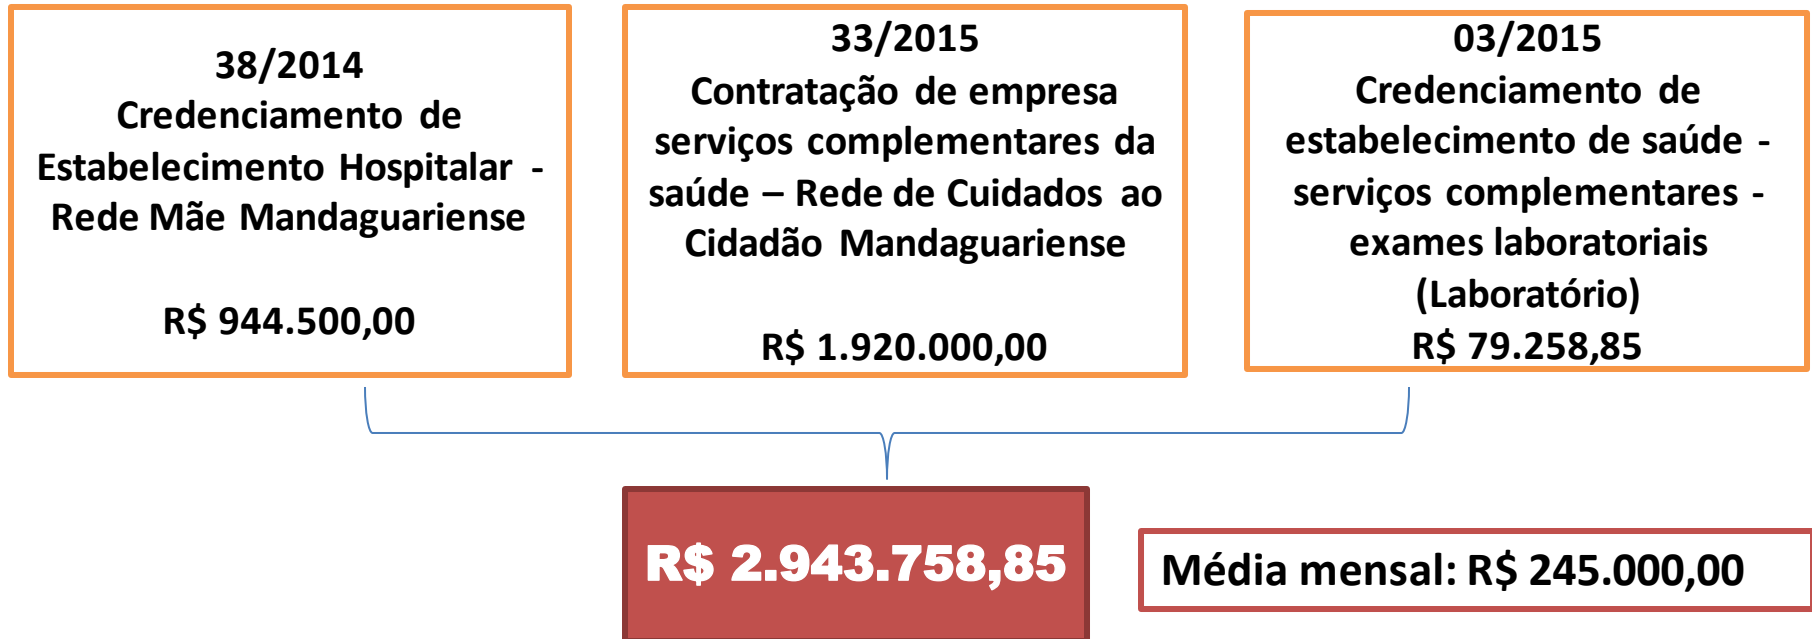 38/2014
Credenciamento de
Estabelecimento Hospitalar -
Rede Mãe Mandaguariense
R$ 944.500,00
33/2015
Contratação de empresa
serviços complementares da
saúde – Rede de Cuidados ao
Cidadão Mandaguariense
R$ 1.920.000,00
03/2015
Credenciamento de
estabelecimento de saúde -
serviços complementares -
exames laboratoriais
(Laboratório)
R$ 79.258,85
R$ 2.943.758,85
Média mensal: R$ 245.000,00